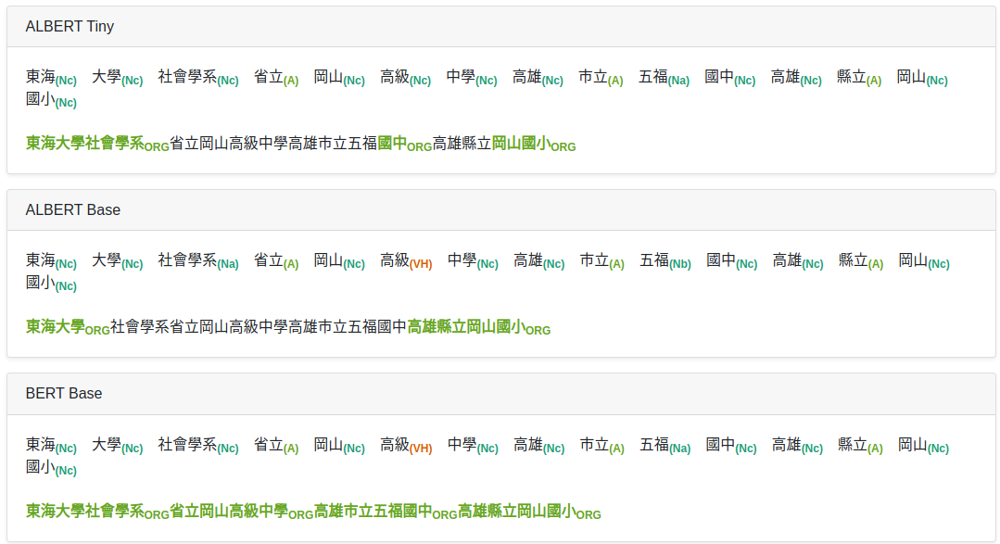 ALBERT Tiny
東海(Nc) 大學(Nc) 社會學系(Nc) 省立(A) 岡山(Nc) 高級(Nc) 中學(Nc) 高雄(Nc) 市立(A) 五福(Na) 國中(Nc) 高雄(Nc) 縣立(A) 岡山(Nc)
國小(Nc)
東海大學社會學系ORG省立岡山高級中學高雄市立五福國中ORG高雄縣立岡山國小ORG
ALBERT Base
東海(Nc) 大學(Nc) 社會學系(Na) 省立(A) 岡山(Nc) 高級(VH) 中學(Nc) 高雄(Nc) 市立(A) 五福(Nb) 國中(Nc) 高雄(Nc) 縣立(A) 岡山(Nc)
國小(Nc)
東海大學ORG社會學系省立岡山高級中學高雄市立五福國中高雄縣立岡山國小ORG
BERT Base
東海(Nc) 大學(Nc) 社會學系(Nc) 省立(A) 岡山(Nc) 高級(VH) 中學(Nc) 高雄(Nc) 市立(A) 五福(Na) 國中(Nc) 高雄(Nc) 縣立(A) 岡山(Nc)
國小(Nc)
東海大學社會學系ORG省立岡山高級中學ORG高雄市立五福國中ORG高雄縣立岡山國小ORG